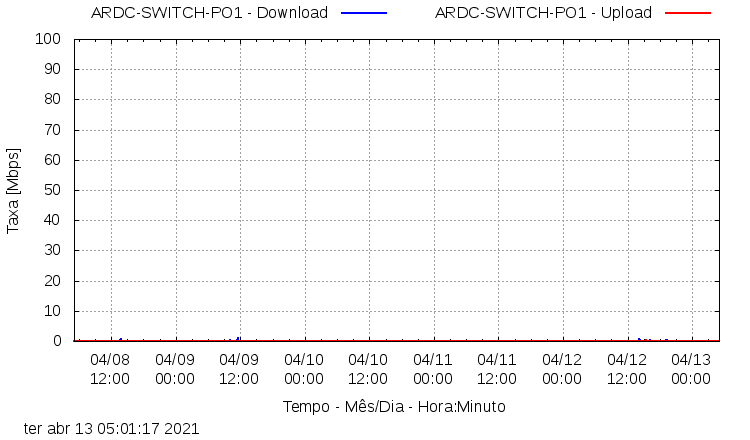 ARDC-SWITCH-PO1 - Download
ARDC-SWITCH-PO1 - Upload
100
90
80
70
60
50
40
30
20
10
0
Taxa [Mbps]
04/08 04/09 04/09 04/10 04/10 04/11 04/11 04/12 04/12 04/13
12:00 00:00 12:00 00:00 12:00 00:00 12:00 00:00 12:00 00:00
Tempo - Mês/Dia - Hora:Minuto
ter abr 13 05:01:17 2021